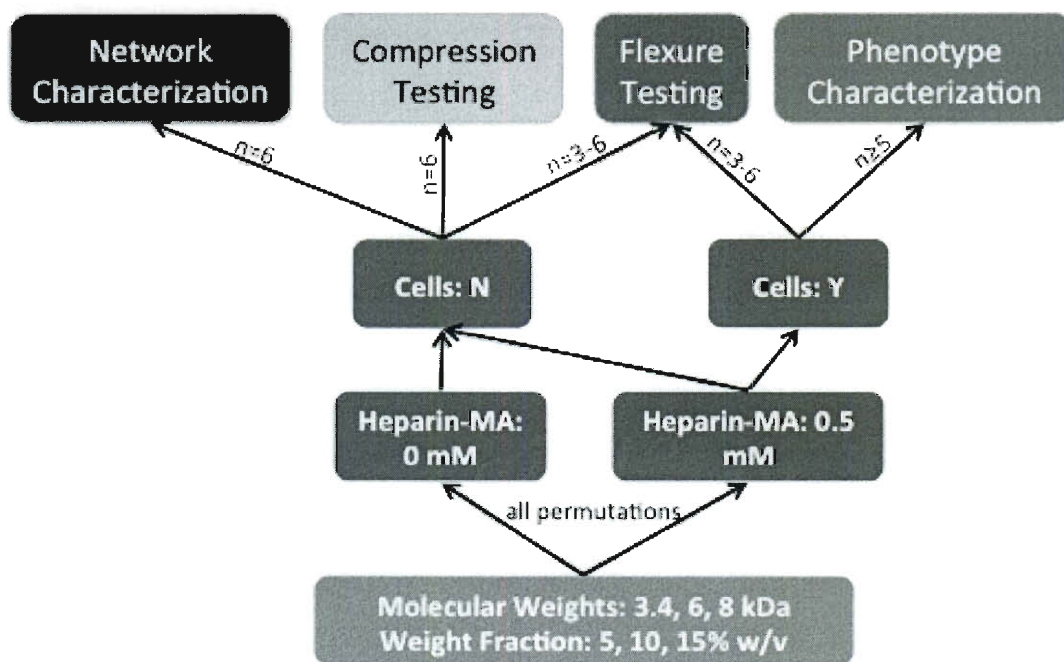 Network
Characterization
Compression
Testing
Flexure
Testing
Phenotype
Characterization
n=6
n=6
n=3-6
n=3-6
n≥5
Cells: N
Cells: Y
Heparin-MA:
0 mM
Heparin-MA: 0.5
mM
all permutations
Molecular Weights: 3.4, 6, 8 kDa
Weight Fraction: 5, 10, 15% w/v